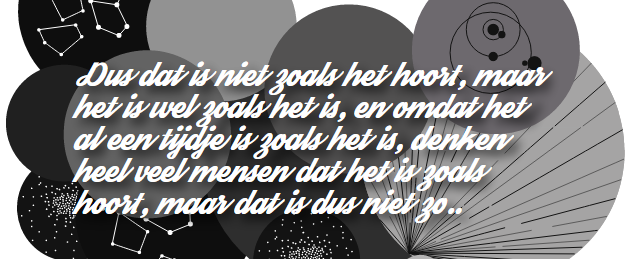 Dus dat is niet zoals het hoort, maar
het is wel zoals het is, en omdat het
al een tijdje is zoals het is, denken
heel veel mensen dat het is zoals
hoort, maar dat is dus niet zo..